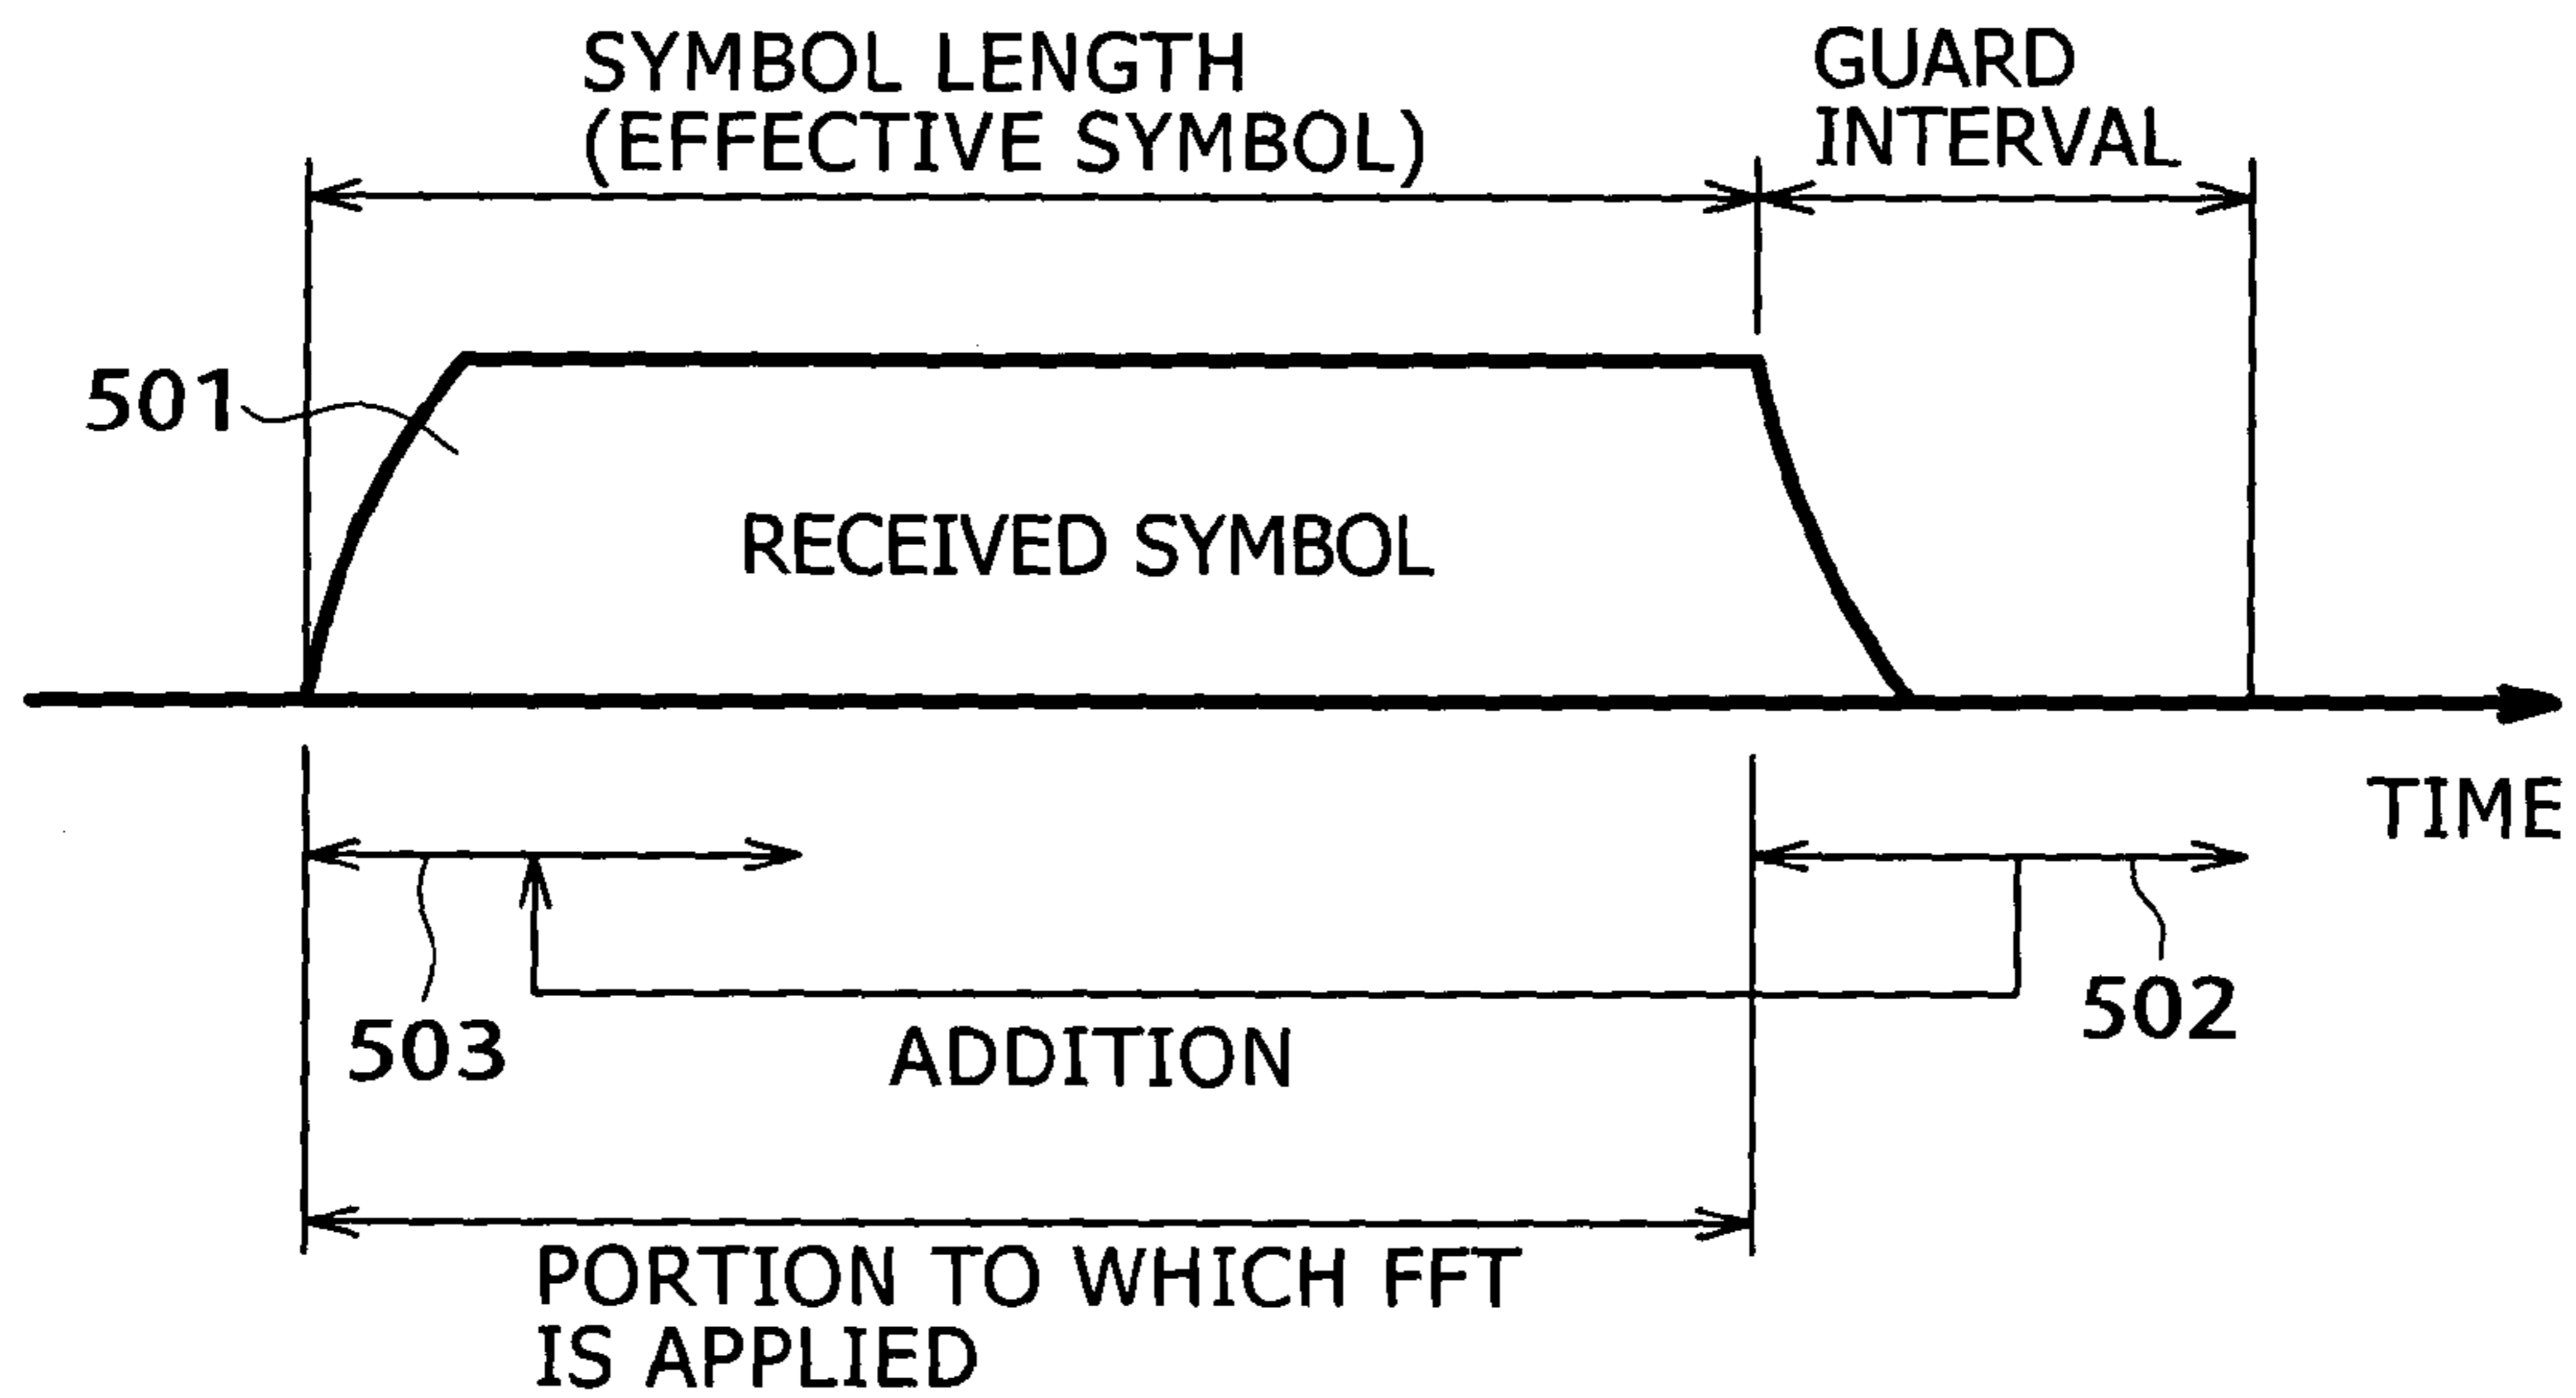 SYMBOL LENGTH
(EFFECTIVE SYMBOL)
GUARD
INTERVAL
501
RECEIVED SYMBOL
TIME
503
502
ADDITION
PORTION TO WHICH FFT
IS APPLIED